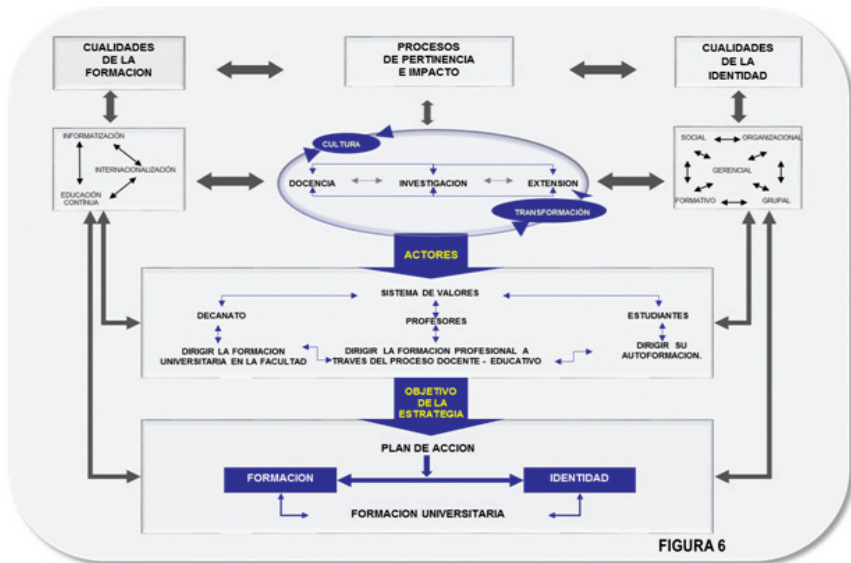 CUALIDADES
DE LA
FORMACION
PROCESOS
DE PERTINENCIA
E IMPACTO
CUALIDADES
DE LA
IDENTIDAD
INFORMATIZACIÓN
INTERNACIONALIZACIÓN
EDUCACIÓN
CONTÍNUA
CULTURA
DOCENCIA
INVESTIGACION
EXTENSION
TRANSFORMACIÓN
SOCIAL
ORGANIZACIONAL
GERENCIAL
FORMATIVO
GRUPAL
ACTORES
SISTEMA DE VALORES
DECANATO
PROFESORES
ESTUDIANTES
DIRIGIR LA FORMACION
UNIVERSITARIA EN LA FACULTAD
DIRIGIR LA FORMACION PROFESIONAL A
TRAVES DEL PROCESO DOCENTE - EDUCATIVO
DIRIGIR SU
AUTOFORMACION.
OBJETIVO
DE LA
ESTRATEGIA
PLAN DE ACCION
FORMACION
IDENTIDAD
FORMACION UNIVERSITARIA
FIGURA 6